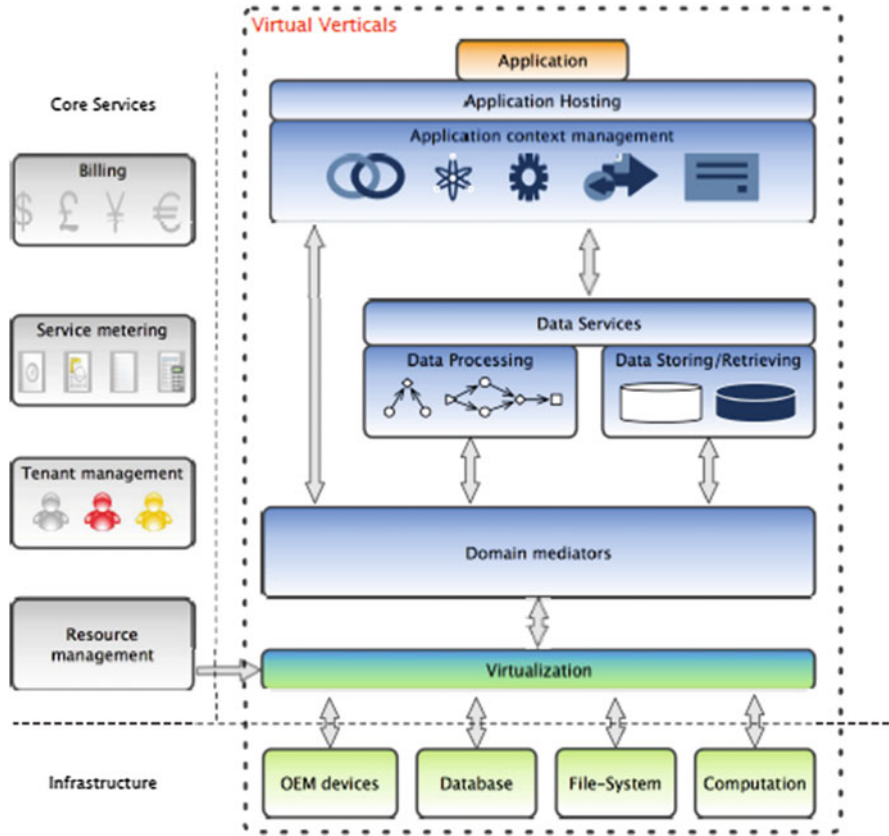 Virtual Verticals
Application
Application Hosting
Core Services
Application context management
Billing
$ £ ¥ €
Data Services
Service metering
Data Processing
Data Storing/Retrieving
Tenant management
Domain mediators
Resource
management
Virtualization
Infrastructure
OEM devices
Database
File-System
Computation